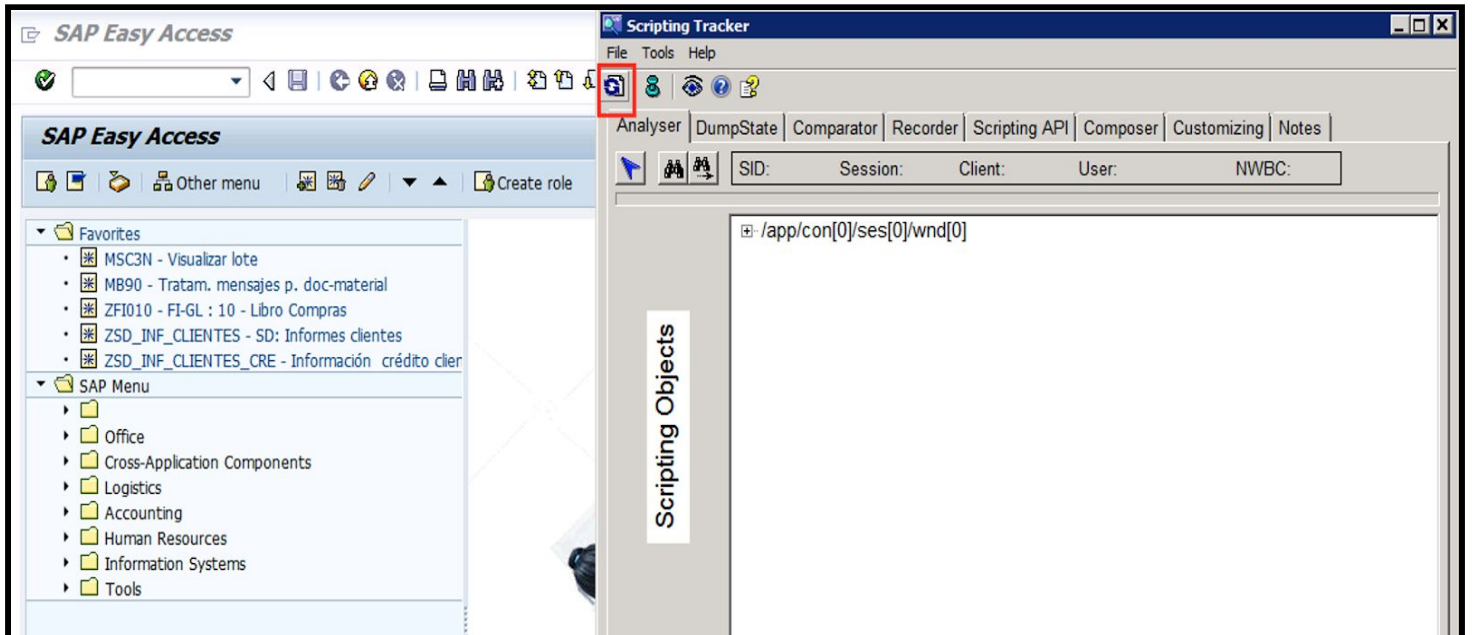 SAP Easy Access
SAP Easy Access
Other menu
Create role
Favorites
MSC3N - Visualizar lote
MB90 - Tratam. mensajes p. doc-material
ZFI010 - FI-GL : 10 - Libro Compras
ZSD_INF_CLIENTES - SD: Informes clientes
ZSD_INF_CLIENTES_CRE - Información crédito clien
SAP Menu
Office
Cross-Application Components
Logistics
Accounting
Human Resources
Information Systems
Tools
Scripting Tracker
File Tools Help
Analyser DumpState Comparator Recorder Scripting API Composer Customizing Notes
SID: Session: Client: User: NWBC:
/app/con[0]/ses[0]/wnd[0]
Scripting Objects